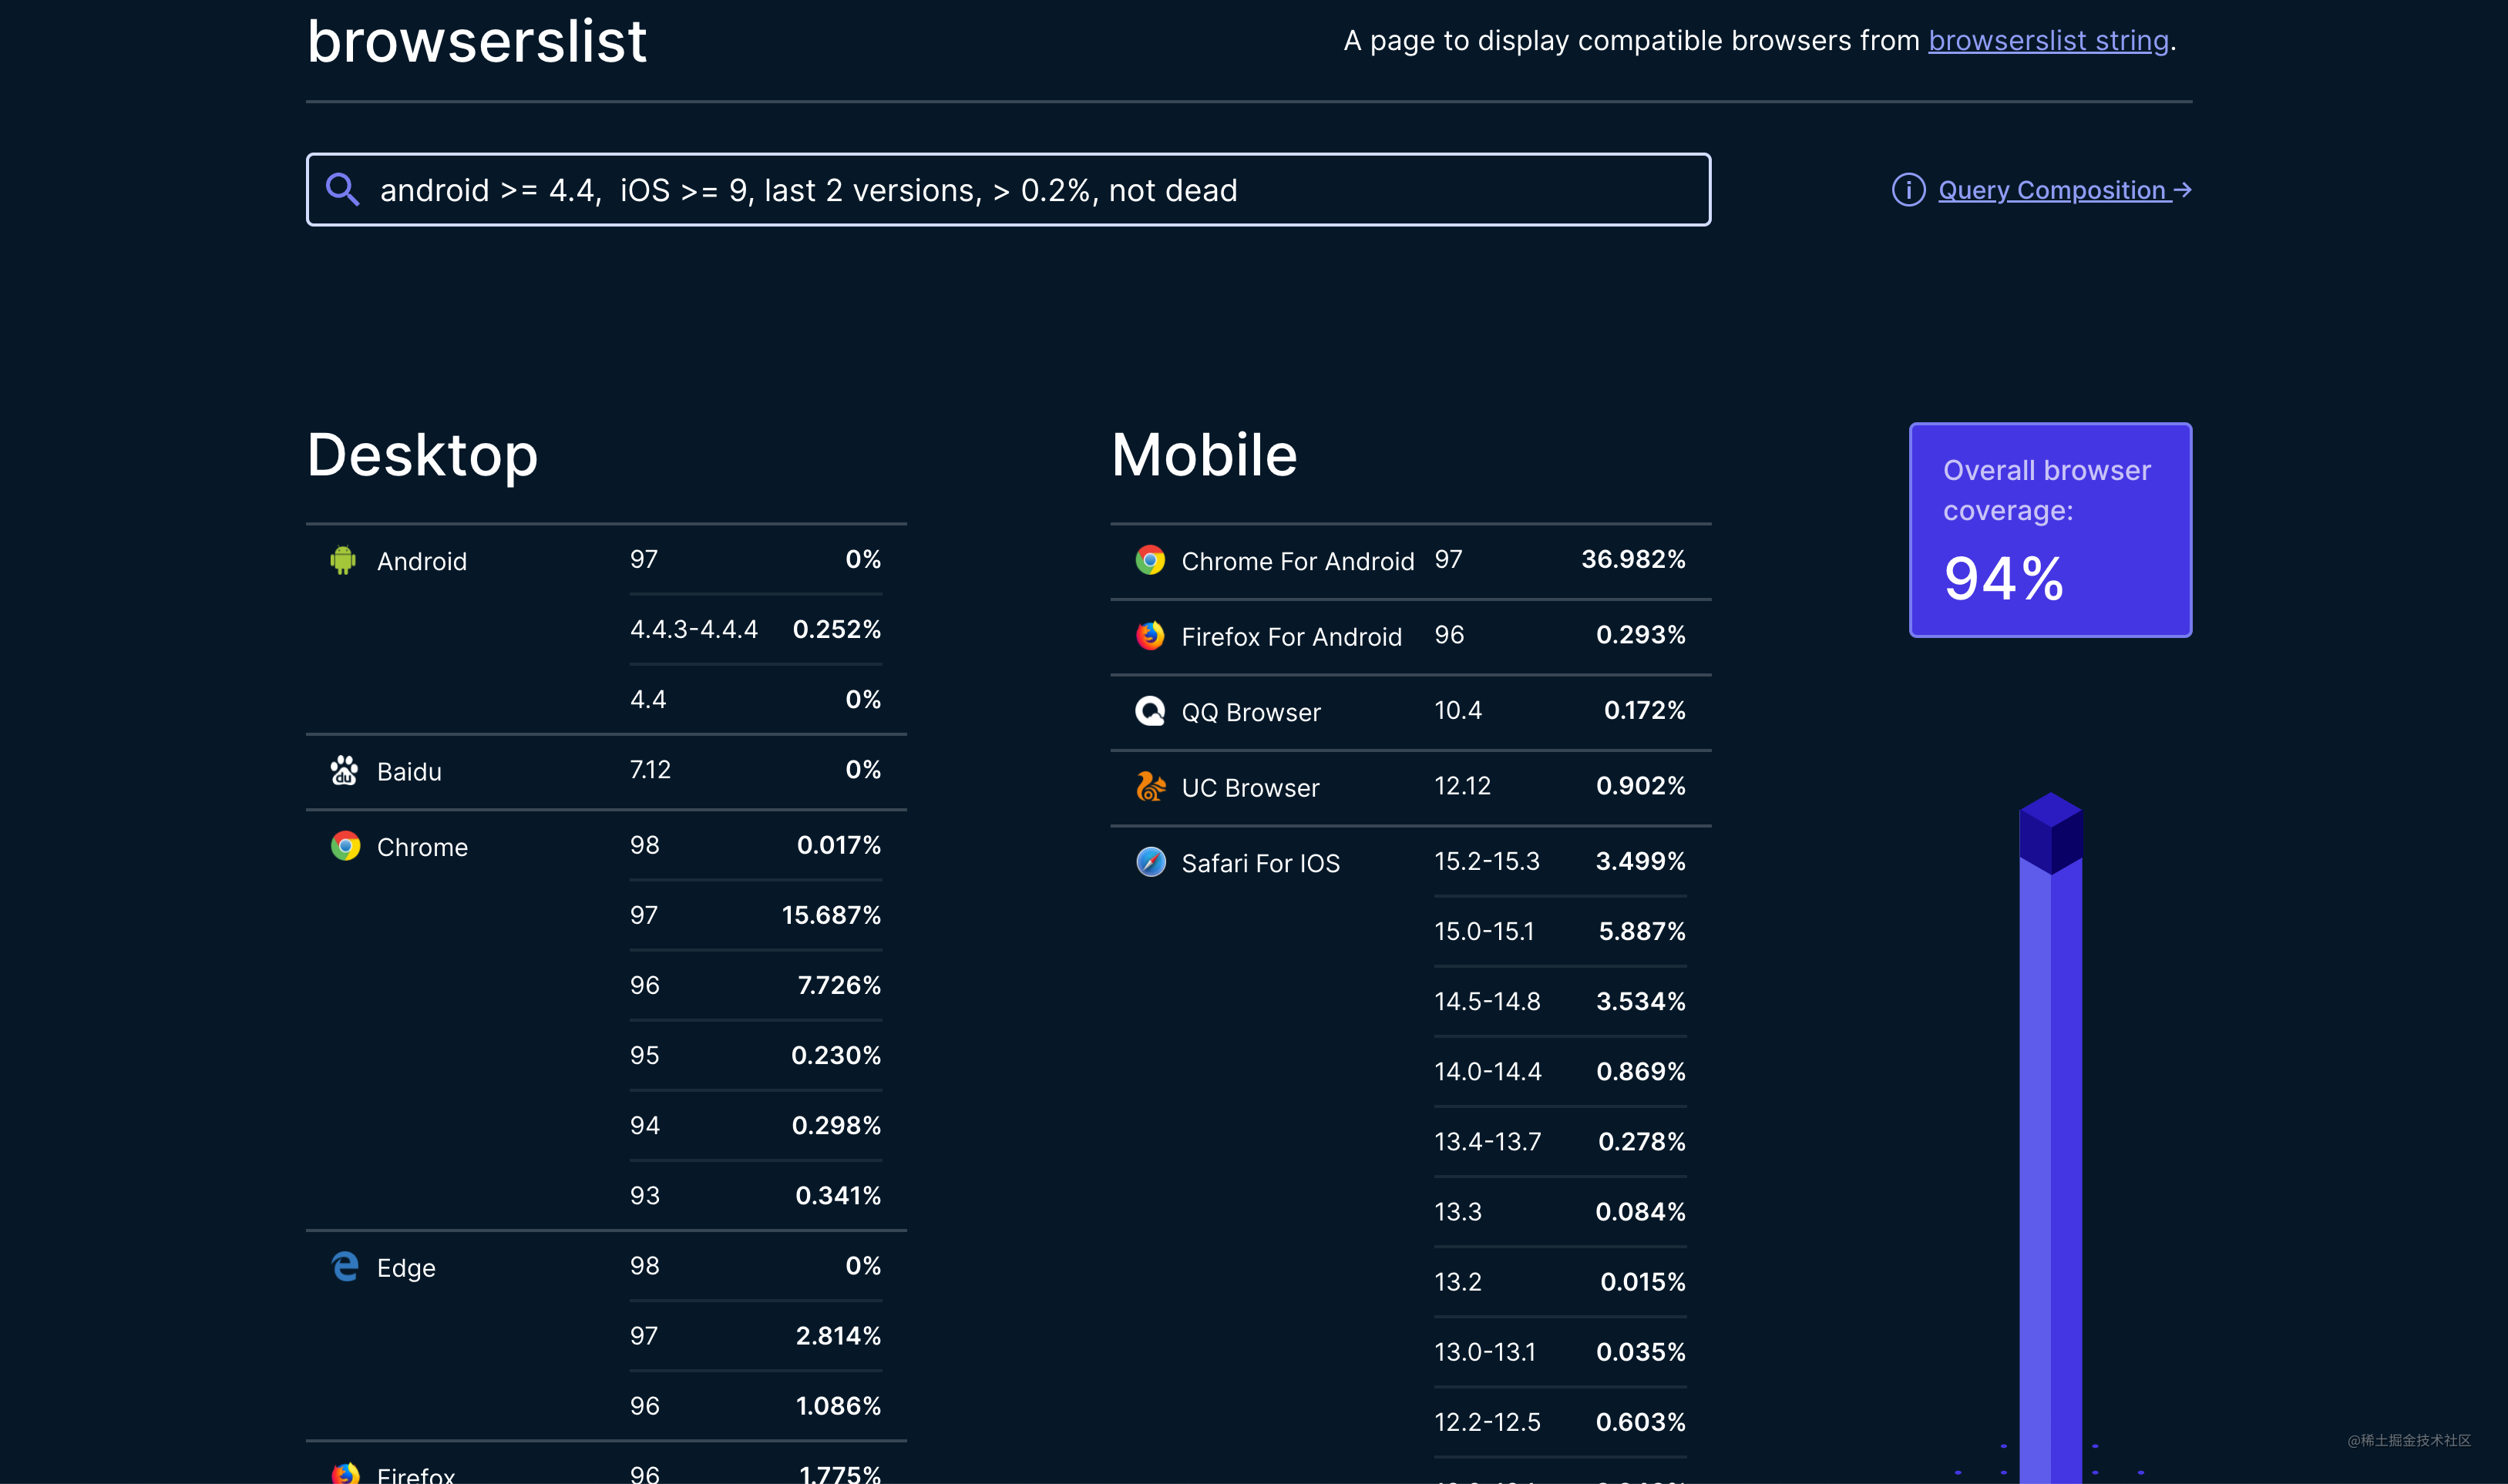 browserslist
A page to display compatible browsers from browserslist string.
android >= 4.4,  iOS >= 9, last 2 versions, > 0.2%, not dead
Query Composition →
Desktop
Android 97 0%
4.4.3-4.4.4 0.252%
4.4 0%
Baidu 7.12 0%
Chrome 98 0.017%
97 15.687%
96 7.726%
95 0.230%
94 0.298%
93 0.341%
Edge 98 0%
97 2.814%
96 1.086%
Firefox 96 1.775%
Mobile
Chrome For Android 97 36.982%
Firefox For Android 96 0.293%
QQ Browser 10.4 0.172%
UC Browser 12.12 0.902%
Safari For IOS 15.2-15.3 3.499%
15.0-15.1 5.887%
14.5-14.8 3.534%
14.0-14.4 0.869%
13.4-13.7 0.278%
13.3 0.084%
13.2 0.015%
13.0-13.1 0.035%
12.2-12.5 0.603%
Overall browser
coverage:
94%
@稀土掘金技术社区